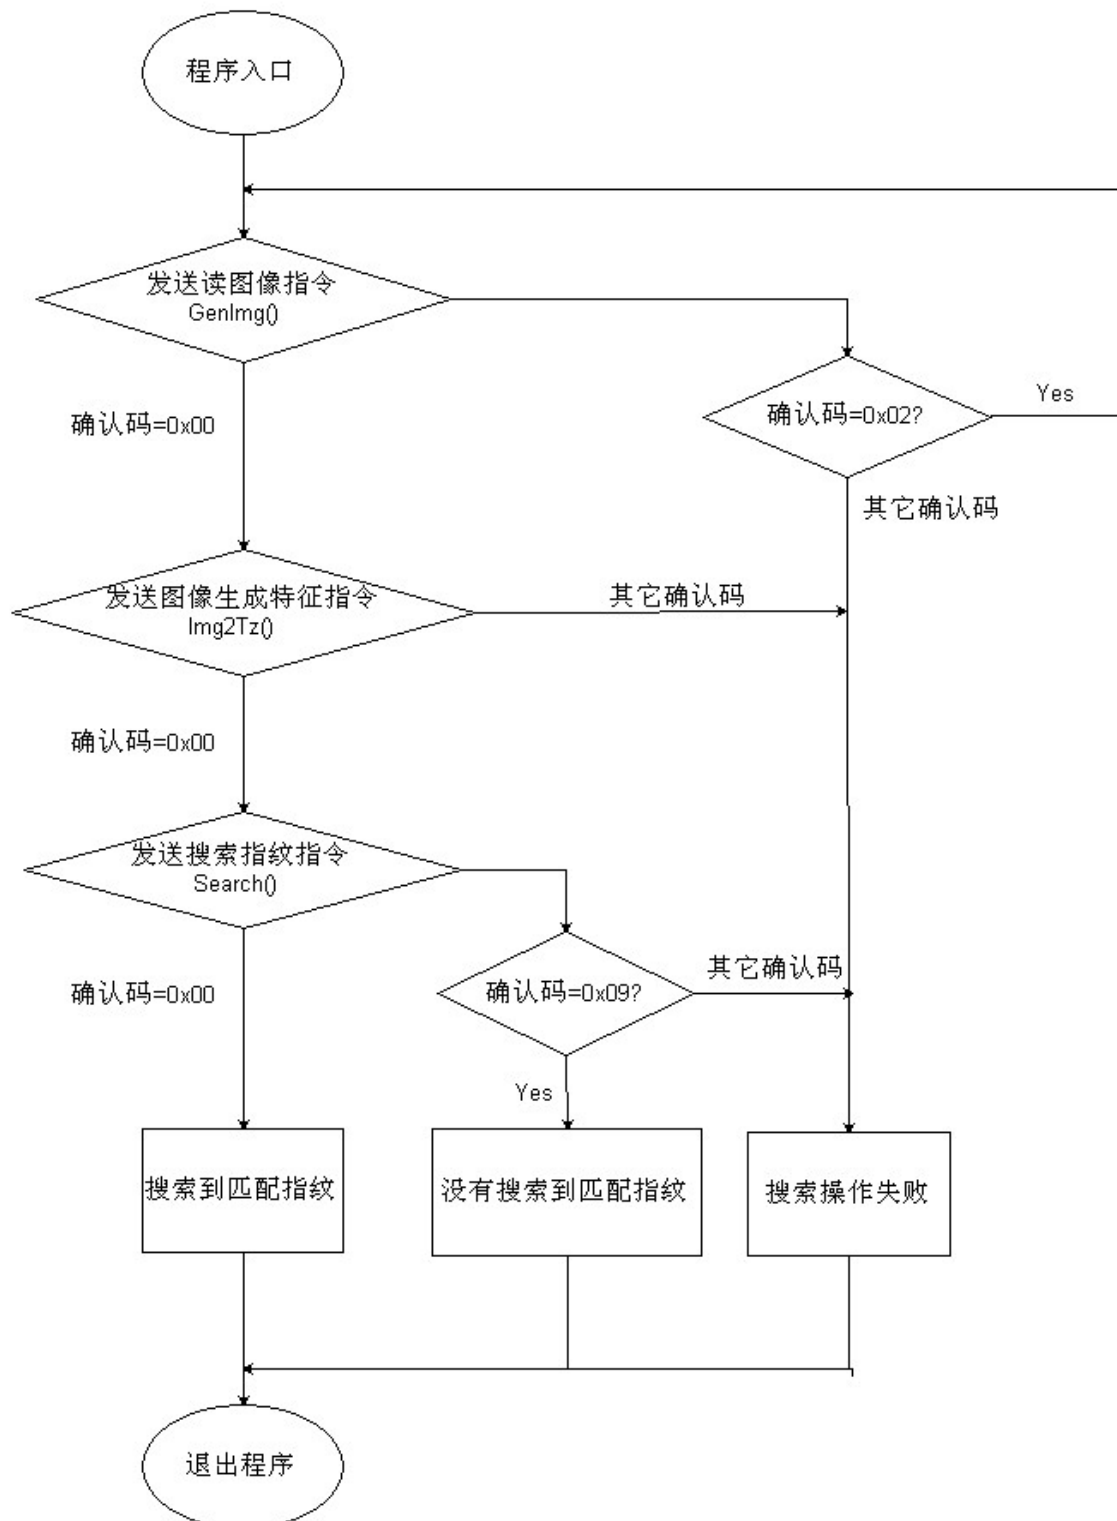 程序入口
发送读图像指令
GenImg()
确认码=0x00
确认码=0x02?
Yes
其它确认码
发送图像生成特征指令
Img2Tz()
其它确认码
确认码=0x00
发送搜索指纹指令
Search()
确认码=0x00
确认码=0x09?
其它确认码
Yes
搜索到匹配指纹
没有搜索到匹配指纹
搜索操作失败
退出程序